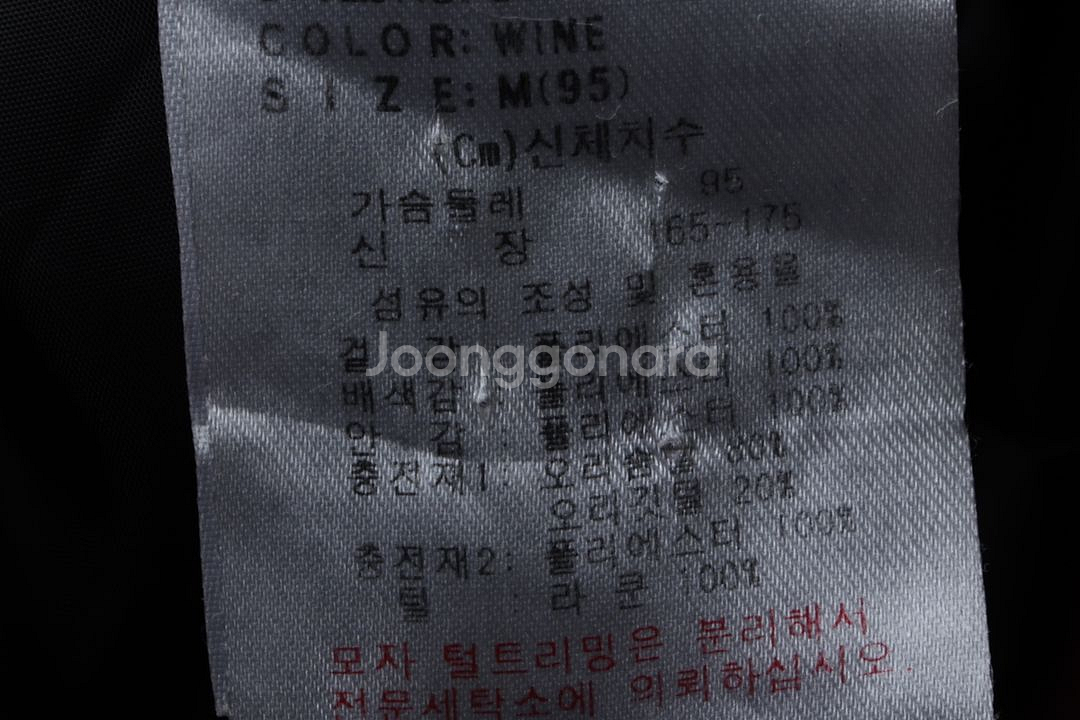 COLOR: WINE
SIZE: M(95)
(Cm)신체치수
가슴둘레 95
신 장 165-175
섬유의 조성 및 혼용율
겉 감 : 폴리에스터 100%
배색감 : 폴리에스터 100%
안 감 : 폴리에스터 100%
충전재1: 오리솜털 80%
오리깃털 20%
충전재2: 폴리에스터 100%
털 : 라쿤 100%
모자 털트리밍은 분리해서
전문세탁소에 의뢰하십시오.
Joonggonara